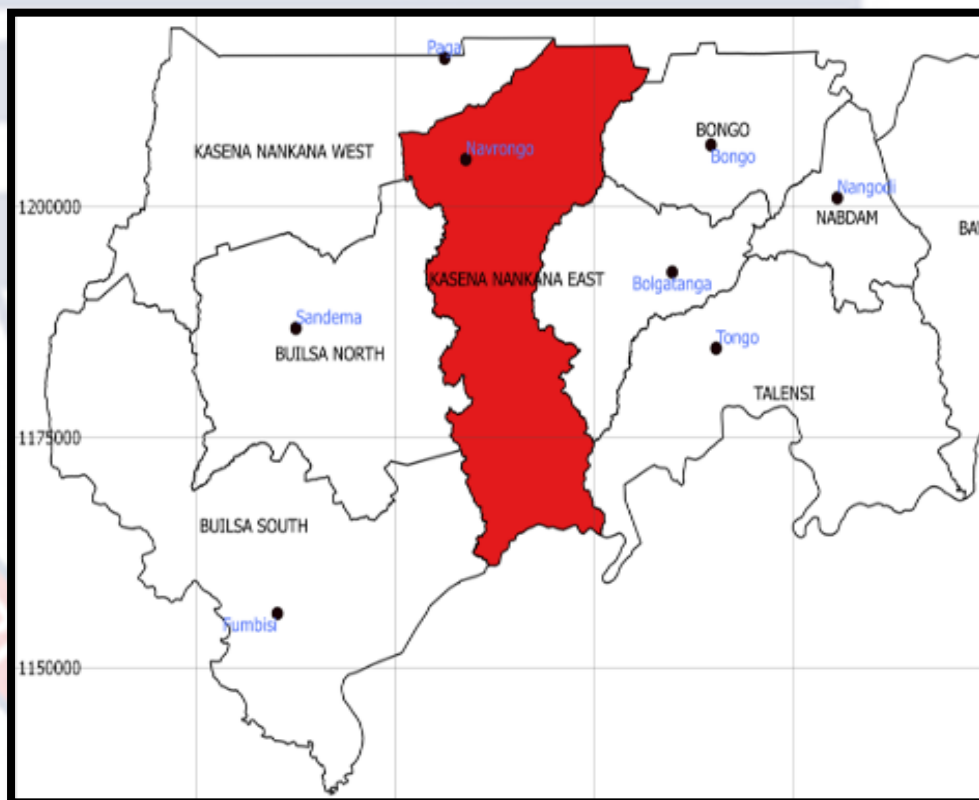 Paga
BONGO
KASENA NANKANA WEST
Navrongo
Bongo
Nangodi
1200000
NABDAM
KASENA NANKANA EAST
Bolgatanga
Sandema
Tongo
BUILSA NORTH
TALENSI
1175000
BUILSA SOUTH
Fumbisi
1150000